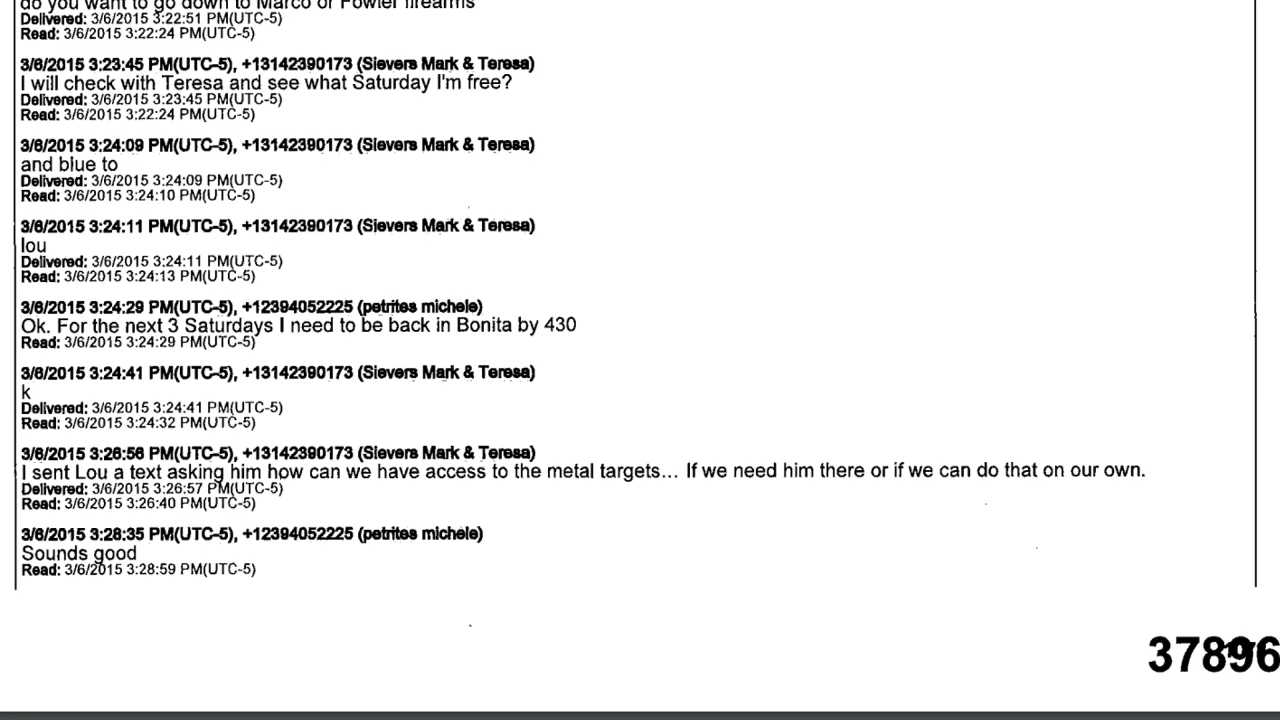 do you want to go down to Marco or Fowler firearms
Delivered: 3/6/2015 3:22:51 PM(UTC-5)
Read: 3/6/2015 3:22:24 PM(UTC-5)
3/6/2015 3:23:45 PM(UTC-5), +13142390173 (Sievers Mark & Teresa)
I will check with Teresa and see what Saturday I'm free?
Delivered: 3/6/2015 3:23:45 PM(UTC-5)
Read: 3/6/2015 3:22:24 PM(UTC-5)
3/6/2015 3:24:09 PM(UTC-5), +13142390173 (Sievers Mark & Teresa)
and blue to
Delivered: 3/6/2015 3:24:09 PM(UTC-5)
Read: 3/6/2015 3:24:10 PM(UTC-5)
3/6/2015 3:24:11 PM(UTC-5), +13142390173 (Sievers Mark & Teresa)
lou
Delivered: 3/6/2015 3:24:11 PM(UTC-5)
Read: 3/6/2015 3:24:13 PM(UTC-5)
3/6/2015 3:24:29 PM(UTC-5), +12394052225 (petrites michele)
Ok. For the next 3 Saturdays I need to be back in Bonita by 430
Read: 3/6/2015 3:24:29 PM(UTC-5)
3/6/2015 3:24:41 PM(UTC-5), +13142390173 (Sievers Mark & Teresa)
k
Delivered: 3/6/2015 3:24:41 PM(UTC-5)
Read: 3/6/2015 3:24:32 PM(UTC-5)
3/6/2015 3:26:56 PM(UTC-5), +13142390173 (Sievers Mark & Teresa)
I sent Lou a text asking him how can we have access to the metal targets... If we need him there or if we can do that on our own.
Delivered: 3/6/2015 3:26:57 PM(UTC-5)
Read: 3/6/2015 3:26:40 PM(UTC-5)
3/6/2015 3:28:35 PM(UTC-5), +12394052225 (petrites michele)
Sounds good
Read: 3/6/2015 3:28:59 PM(UTC-5)